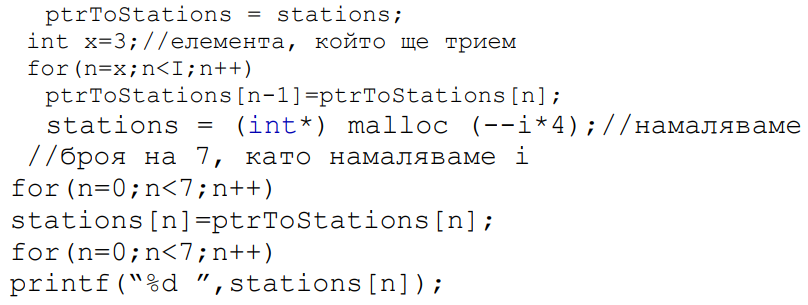 ptrToStations = stations;
int x=3;//елемента, който ще трием
for(n=x;n<I;n++)
ptrToStations[n-1]=ptrToStations[n];
stations = (int*) malloc (--i*4);//намаляваме
//броя на 7, като намаляваме i
for(n=0;n<7;n++)
stations[n]=ptrToStations[n];
for(n=0;n<7;n++)
printf(“%d ”,stations[n]);